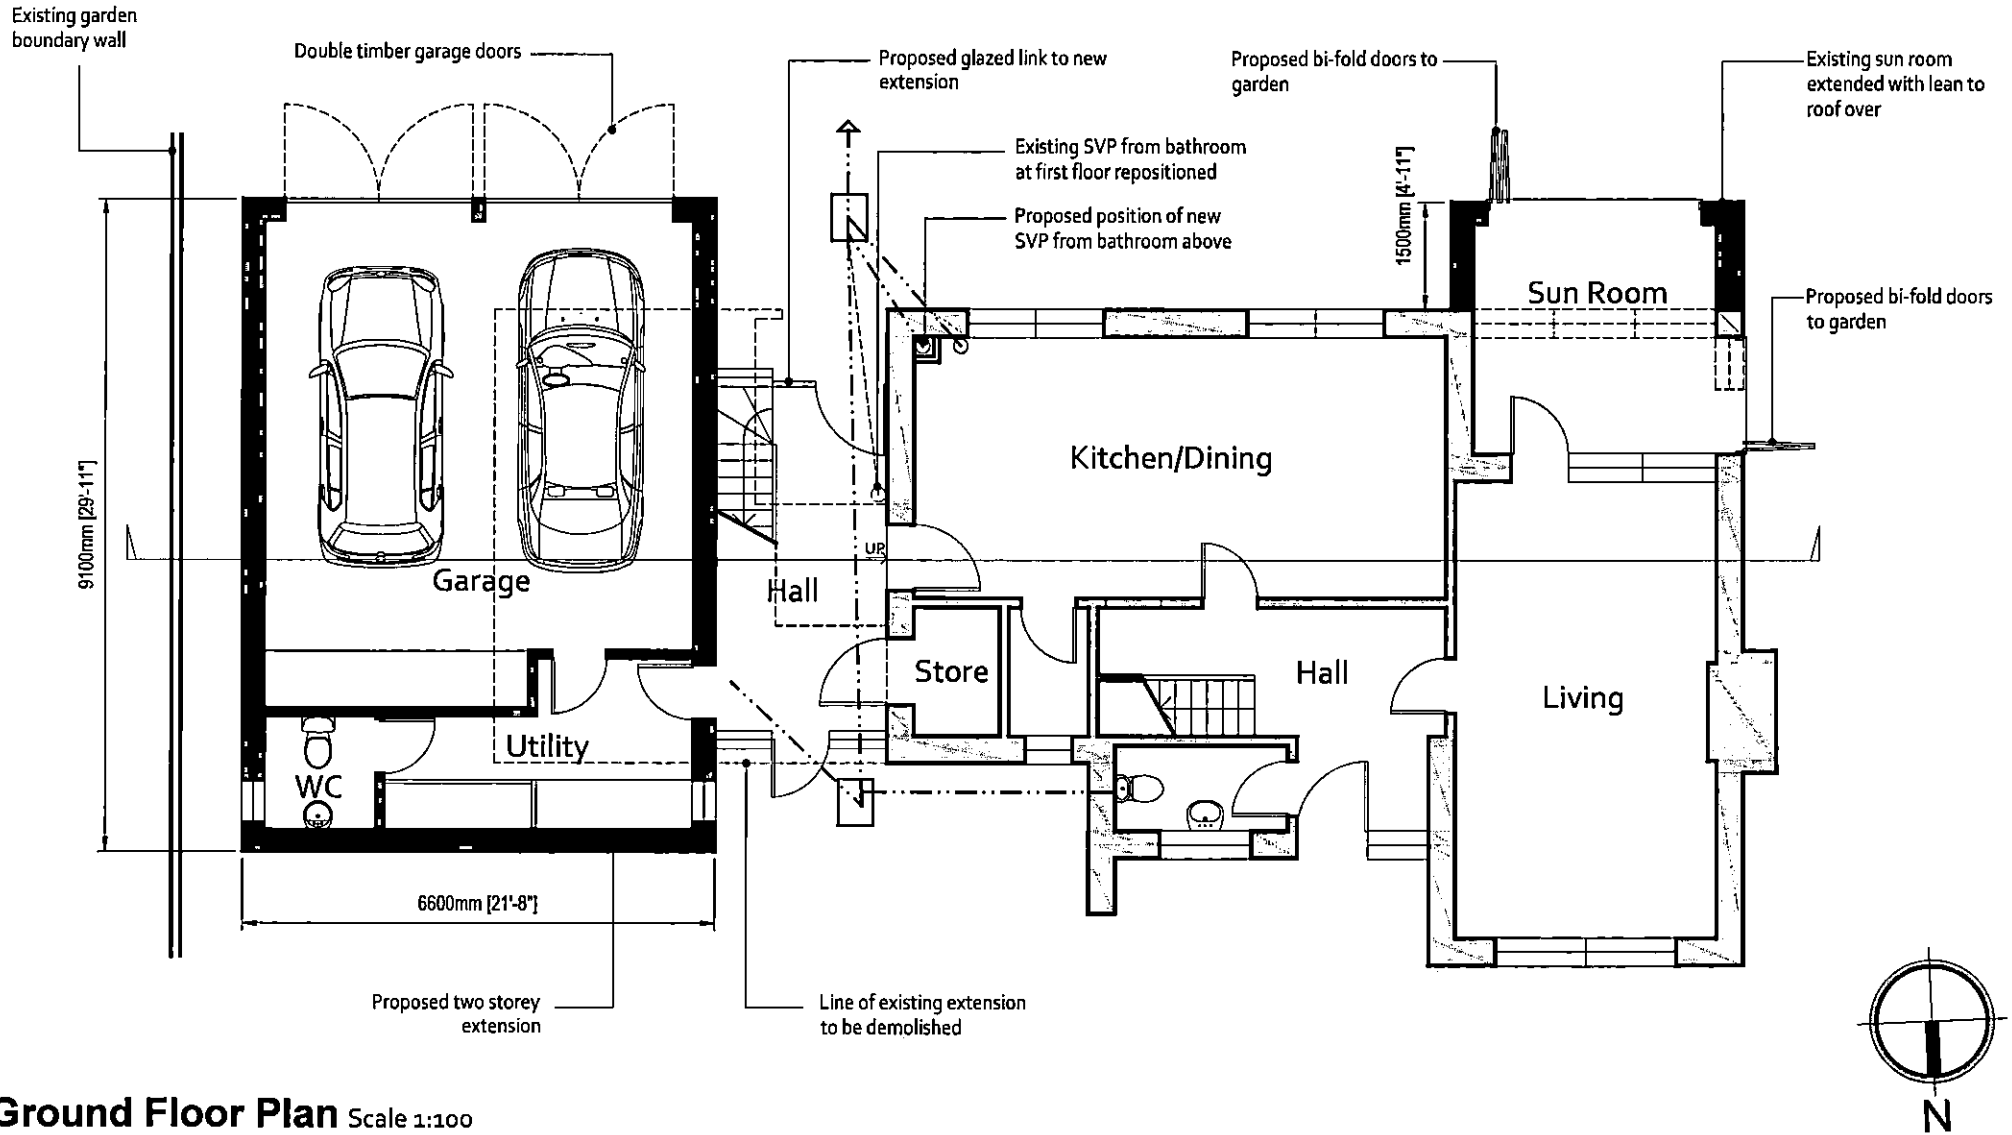 Existing garden
boundary wall
Double timber garage doors
Proposed glazed link to new
extension
Proposed bi-fold doors to
garden
Existing sun room
extended with lean to
roof over
Existing SVP from bathroom
at first floor repositioned
Proposed position of new
SVP from bathroom above
1500mm [4'-11"]
Sun Room
Proposed bi-fold doors
to garden
Kitchen/Dining
9100mm [29'-11"]
UP
Garage
Hall
Store
Hall
Living
Utility
WC
6600mm [21'-8"]
Proposed two storey
extension
Line of existing extension
to be demolished
Ground Floor Plan Scale 1:100
N